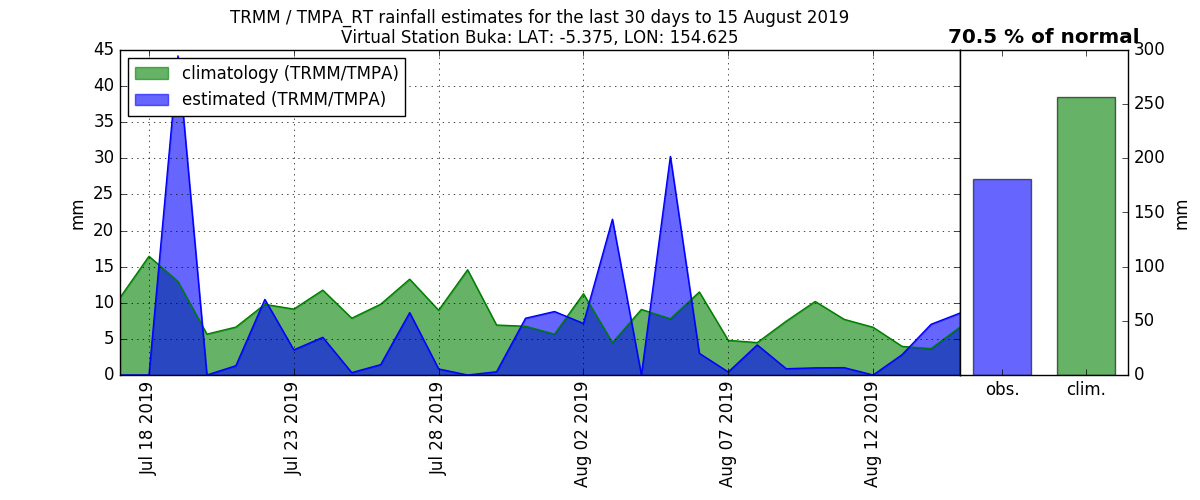 TRMM / TMPA_RT rainfall estimates for the last 30 days to 15 August 2019
Virtual Station Buka: LAT: -5.375, LON: 154.625
70.5 % of normal
climatology (TRMM/TMPA)
estimated (TRMM/TMPA)
45
40
35
30
25
20
15
10
5
0
mm
Jul 18 2019
Jul 23 2019
Jul 28 2019
Aug 02 2019
Aug 07 2019
Aug 12 2019
300
250
200
150
100
50
0
mm
obs.
clim.